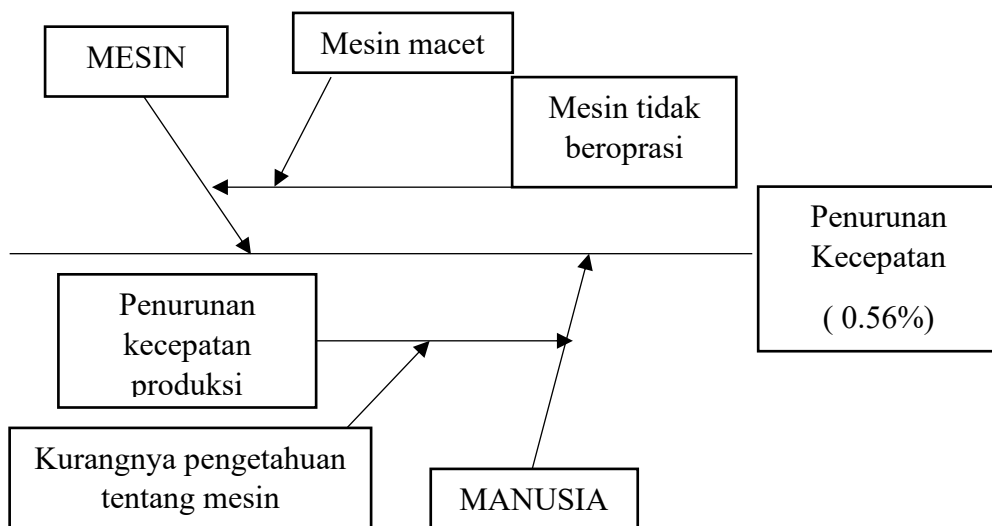 MESIN
Mesin macet
Mesin tidak
beroprasi
Penurunan
Kecepatan
( 0.56%)
Penurunan
kecepatan
produksi
Kurangnya pengetahuan
tentang mesin
MANUSIA